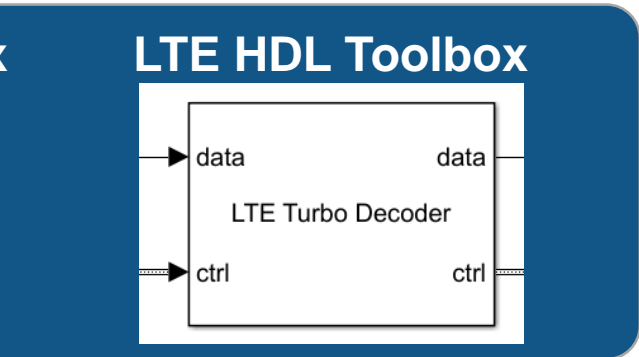 x LTE HDL Toolbox
data data
LTE Turbo Decoder
ctrl ctrl